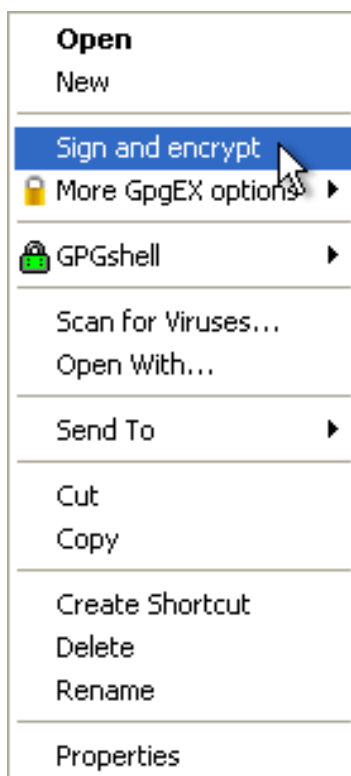 Open
New
Sign and encrypt
More GpgEX options
GPGshell
Scan for Viruses...
Open With...
Send To
Cut
Copy
Create Shortcut
Delete
Rename
Properties